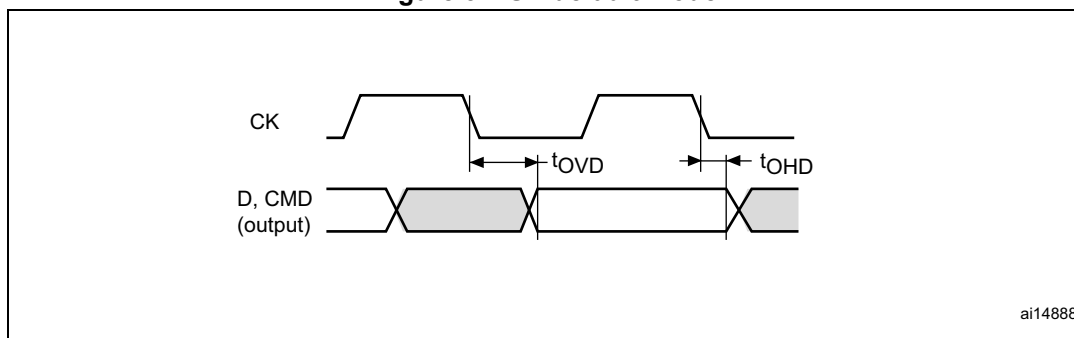 CK
tOVD
tOHD
D, CMD
(output)
ai14888